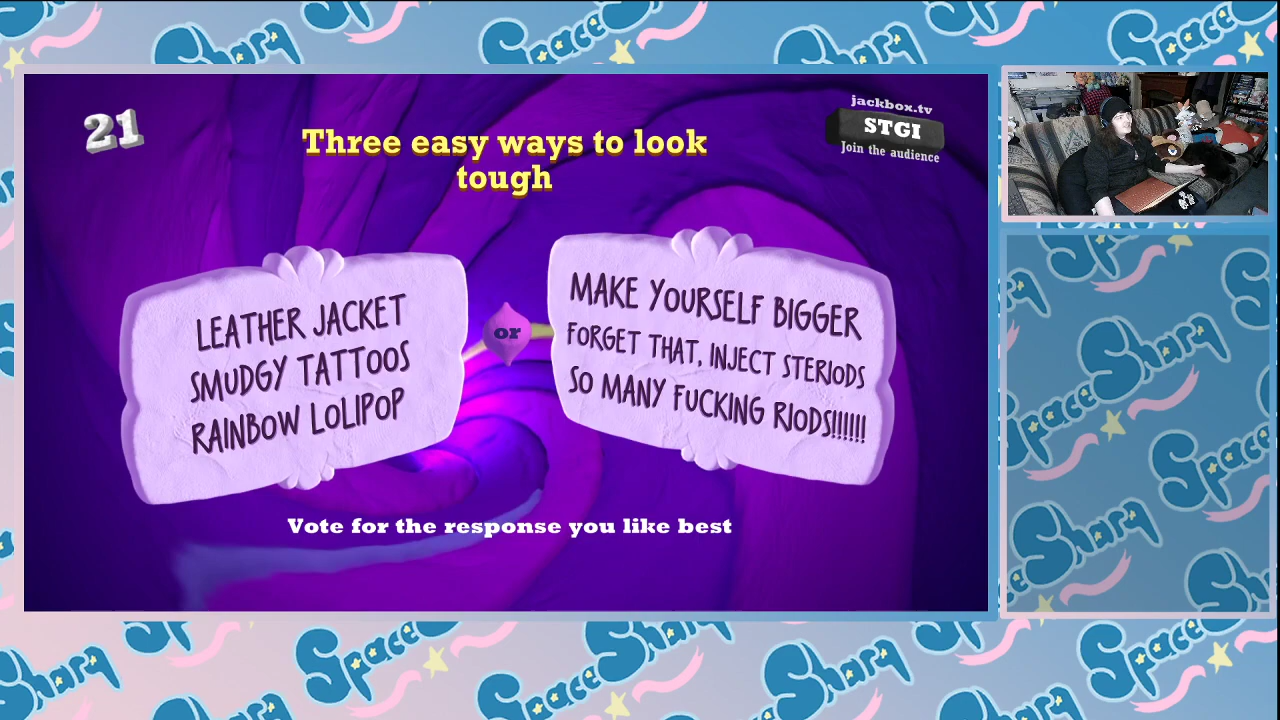 21
Three easy ways to look
tough
jackbox.tv
STGI
Join the audience
LEATHER JACKET
SMUDGY TATTOOS
RAINBOW LOLIPOP
or
MAKE YOURSELF BIGGER
FORGET THAT, INJECT STERIODS
SO MANY FUCKING RIODS!!!!!!
Vote for the response you like best
Space Sharq